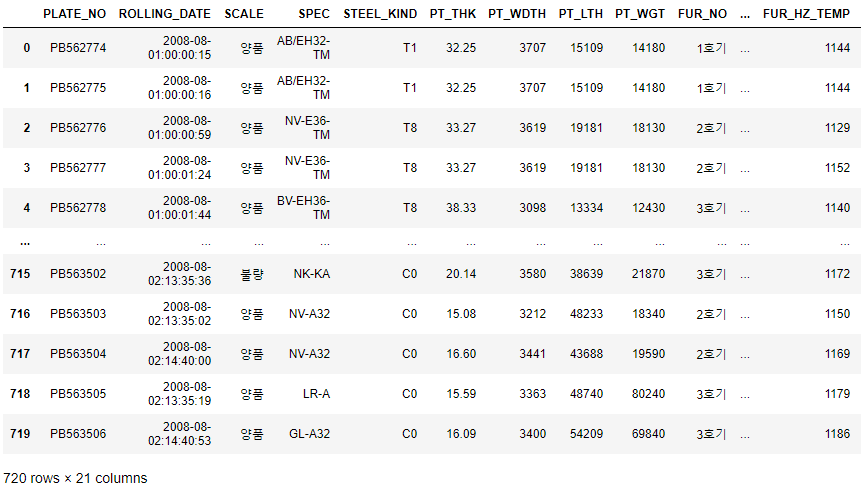 PLATE_NO ROLLING_DATE SCALE SPEC STEEL_KIND PT_THK PT_WDTH PT_LTH PT_WGT FUR_NO ... FUR_HZ_TEMP
0 PB562774 2008-08-01:00:00:15 양품 AB/EH32-TM T1 32.25 3707 15109 14180 1호기 ... 1144
1 PB562775 2008-08-01:00:00:16 양품 AB/EH32-TM T1 32.25 3707 15109 14180 1호기 ... 1144
2 PB562776 2008-08-01:00:00:59 양품 NV-E36-TM T8 33.27 3619 19181 18130 2호기 ... 1129
3 PB562777 2008-08-01:00:01:24 양품 NV-E36-TM T8 33.27 3619 19181 18130 2호기 ... 1152
4 PB562778 2008-08-01:00:01:44 양품 BV-EH36-TM T8 38.33 3098 13334 12430 3호기 ... 1140
... ... ... ... ... ... ... ... ... ... ... ... ...
715 PB563502 2008-08-02:13:35:36 불량 NK-KA C0 20.14 3580 38639 21870 3호기 ... 1172
716 PB563503 2008-08-02:13:35:02 양품 NV-A32 C0 15.08 3212 48233 18340 2호기 ... 1150
717 PB563504 2008-08-02:14:40:00 양품 NV-A32 C0 16.60 3441 43688 19590 2호기 ... 1169
718 PB563505 2008-08-02:13:35:19 양품 LR-A C0 15.59 3363 48740 80240 3호기 ... 1179
719 PB563506 2008-08-02:14:40:53 양품 GL-A32 C0 16.09 3400 54209 69840 3호기 ... 1186
720 rows × 21 columns